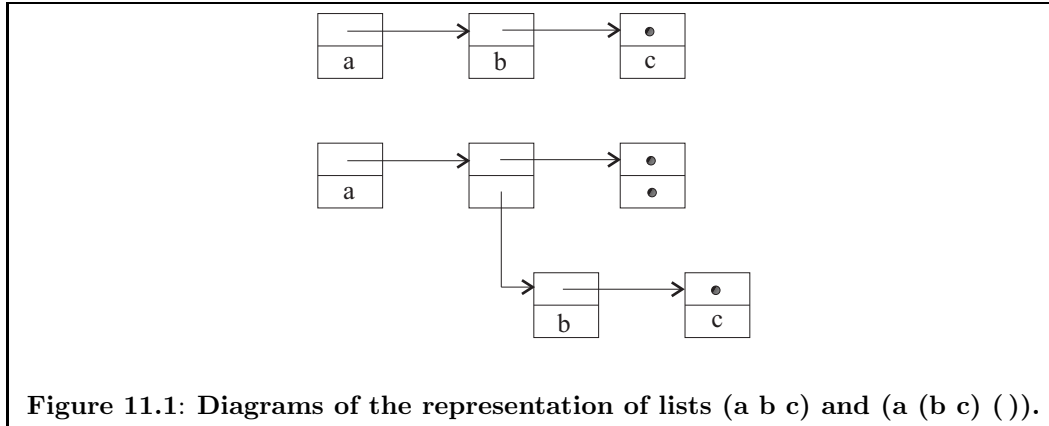 a b c
a
b c
Figure 11.1: Diagrams of the representation of lists (a b c) and (a (b c) ( )).